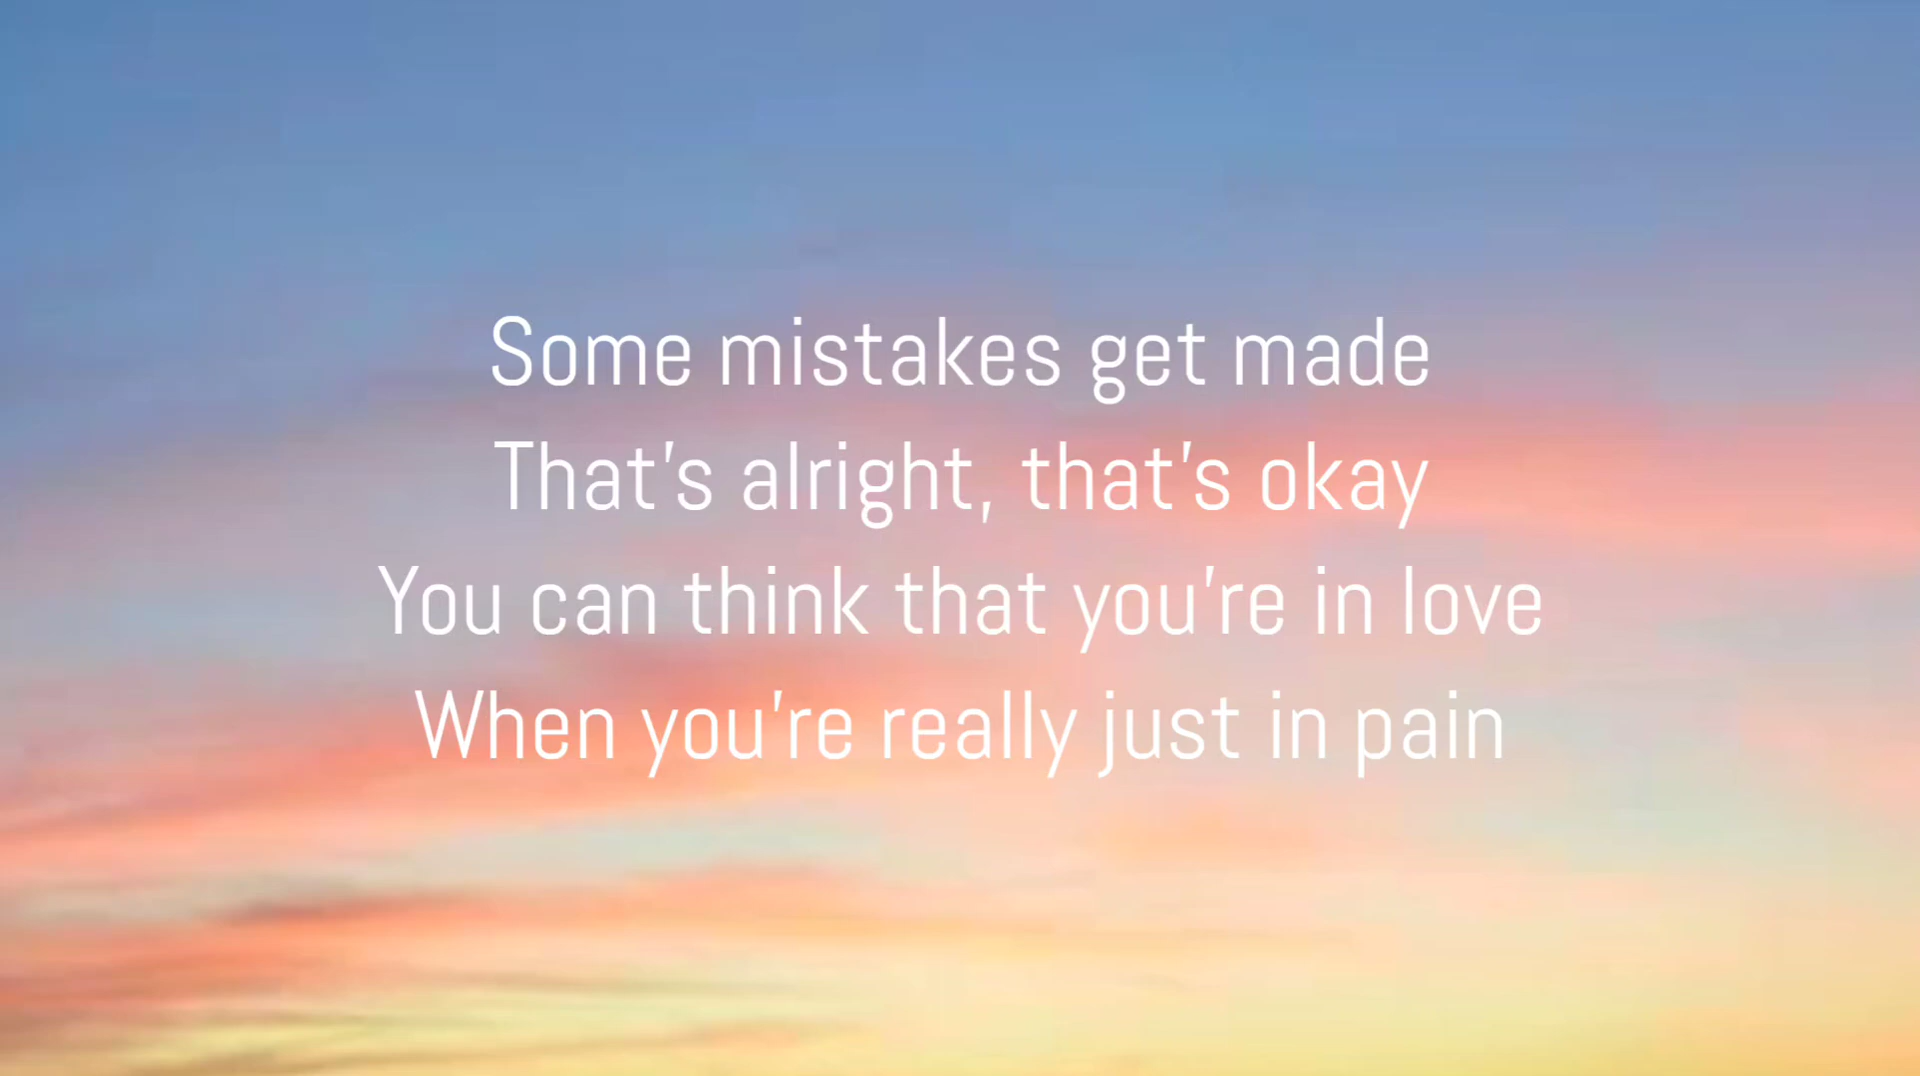 Some mistakes get made
That's alright, that's okay
You can think that you're in love
When you're really just in pain